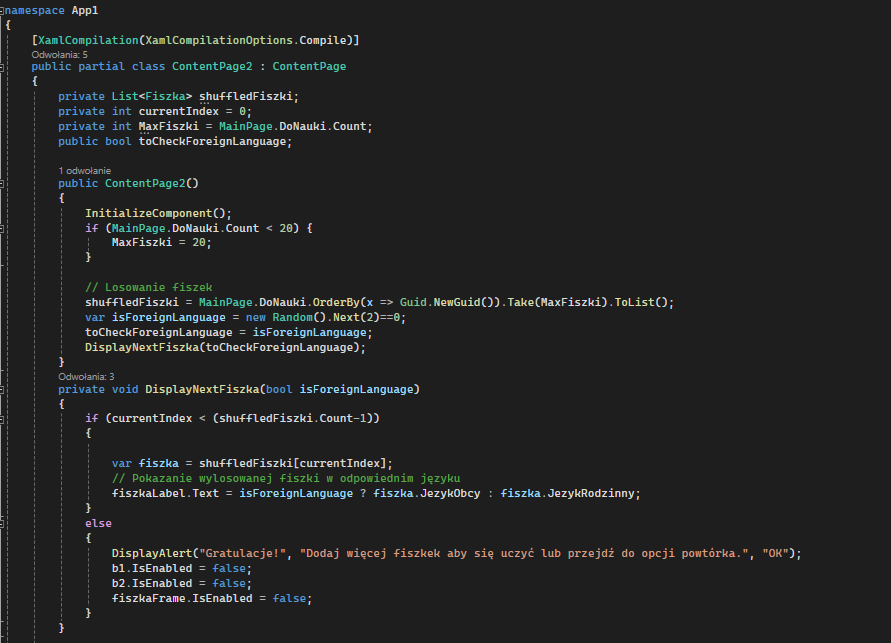 namespace App1
{
[XamlCompilation(XamlCompilationOptions.Compile)]
Odwołania: 5
public partial class ContentPage2 : ContentPage
{
private List<Fiszka> shuffledFiszki;
private int currentIndex = 0;
private int MaxFiszki = MainPage.DoNauki.Count;
public bool toCheckForeignLanguage;
1 odwołanie
public ContentPage2()
{
InitializeComponent();
if (MainPage.DoNauki.Count < 20) {
MaxFiszki = 20;
}
// Losowanie fiszek
shuffledFiszki = MainPage.DoNauki.OrderBy(x => Guid.NewGuid()).Take(MaxFiszki).ToList();
var isForeignLanguage = new Random().Next(2)==0;
toCheckForeignLanguage = isForeignLanguage;
DisplayNextFiszka(toCheckForeignLanguage);
}
Odwołania: 3
private void DisplayNextFiszka(bool isForeignLanguage)
{
if (currentIndex < (shuffledFiszki.Count-1))
{
var fiszka = shuffledFiszki[currentIndex];
// Pokazanie wylosowanej fiszki w odpowiednim języku
fiszkaLabel.Text = isForeignLanguage ? fiszka.JezykObcy : fiszka.JezykRodzinny;
}
else
{
DisplayAlert("Gratulacje!", "Dodaj więcej fiszkek aby się uczyć lub przejdź do opcji powtórka.", "OK");
b1.IsEnabled = false;
b2.IsEnabled = false;
fiszkaFrame.IsEnabled = false;
}
}